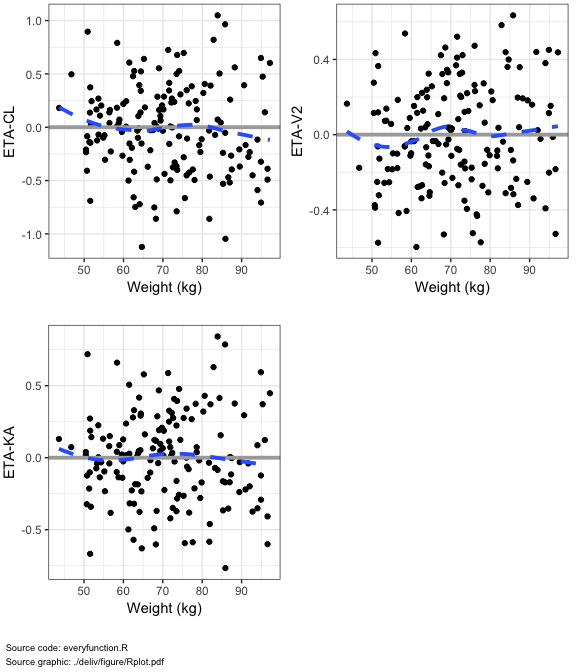 1.0
0.5
0.0
-0.5
-1.0
ETA-CL
50 60 70 80 90
Weight (kg)
0.4
0.0
-0.4
ETA-V2
50 60 70 80 90
Weight (kg)
0.5
0.0
-0.5
ETA-KA
50 60 70 80 90
Weight (kg)
Source code: everyfunction.R
Source graphic: ./deliv/figure/Rplot.pdf